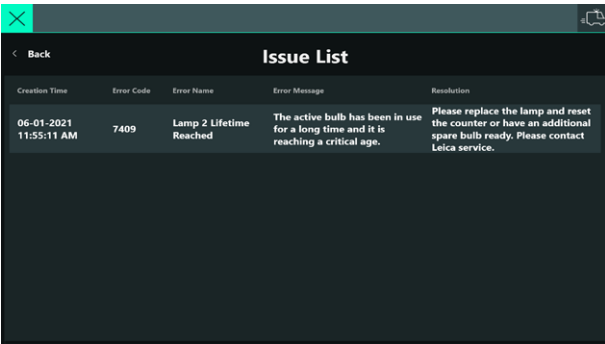 < Back
Issue List
Creation Time Error Code Error Name Error Message Resolution
06-01-2021
11:55:11 AM
7409
Lamp 2 Lifetime
Reached
The active bulb has been in use
for a long time and it is
reaching a critical age.
Please replace the lamp and reset
the counter or have an additional
spare bulb ready. Please contact
Leica service.